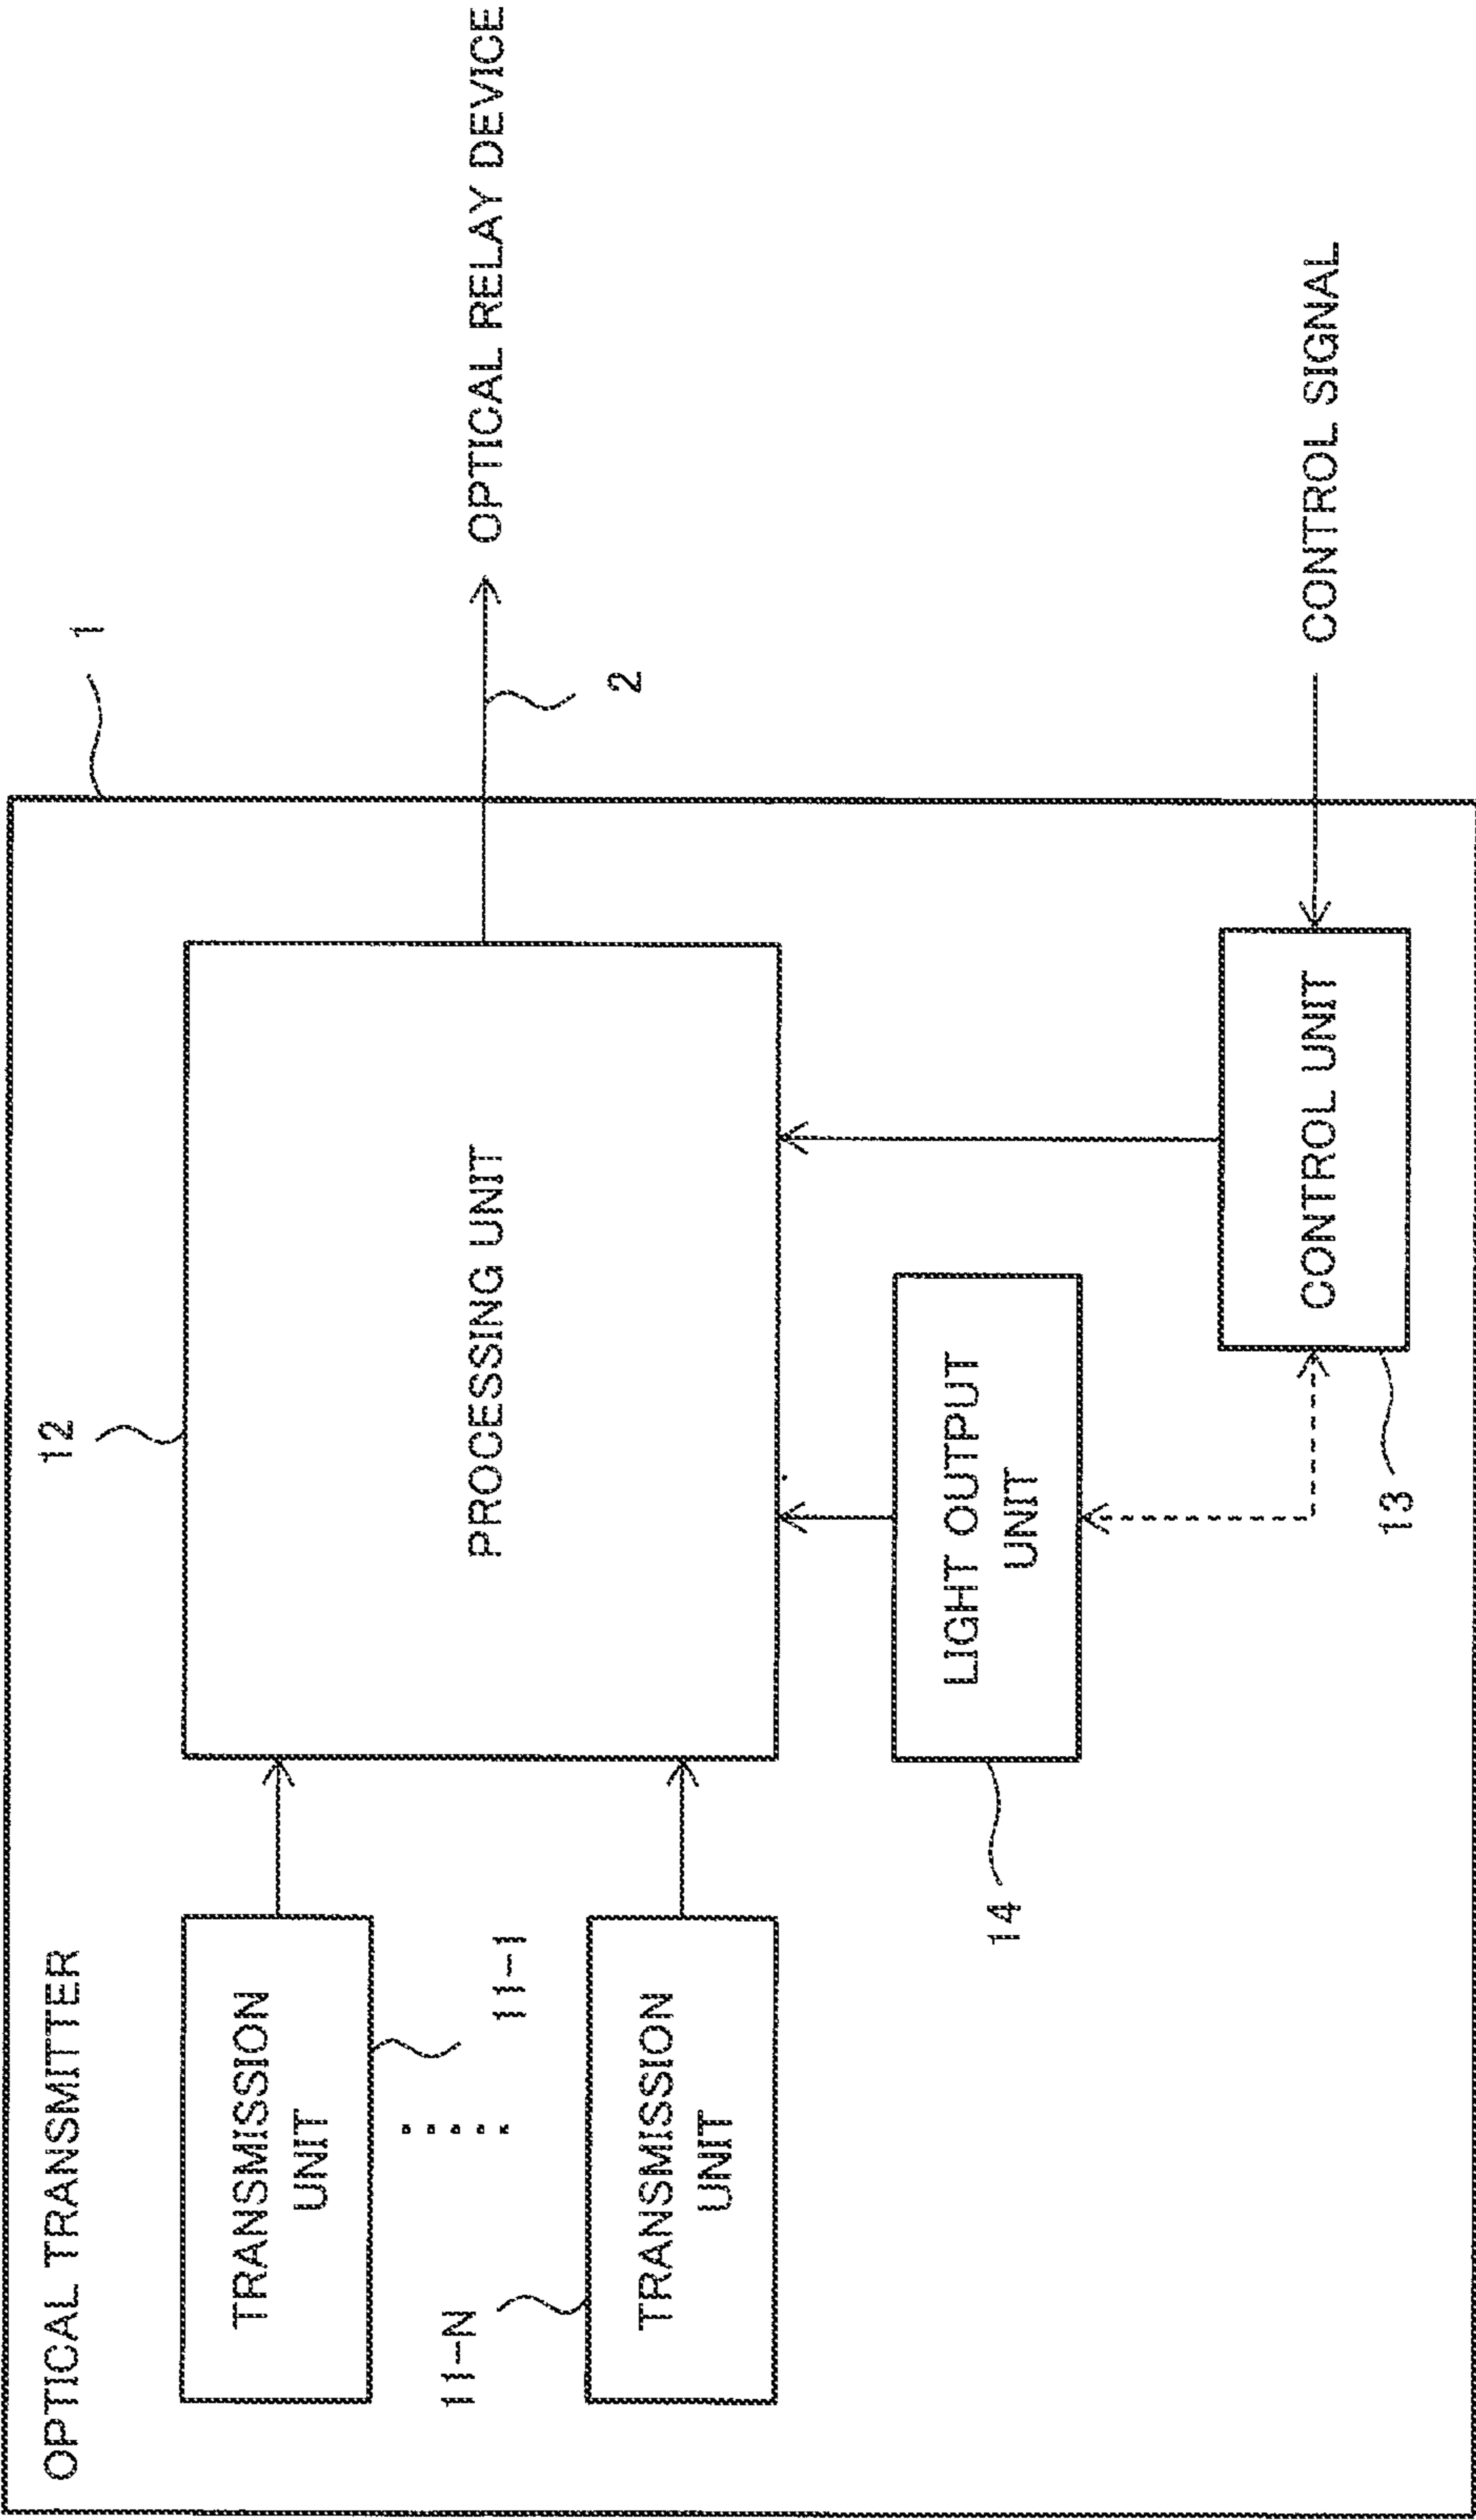 OPTICAL TRANSMITTER
1
12
TRANSMISSION
UNIT
11-1
11-N
TRANSMISSION
UNIT
PROCESSING UNIT
2
OPTICAL RELAY DEVICE
LIGHT OUTPUT
UNIT
14
CONTROL UNIT
13
CONTROL SIGNAL